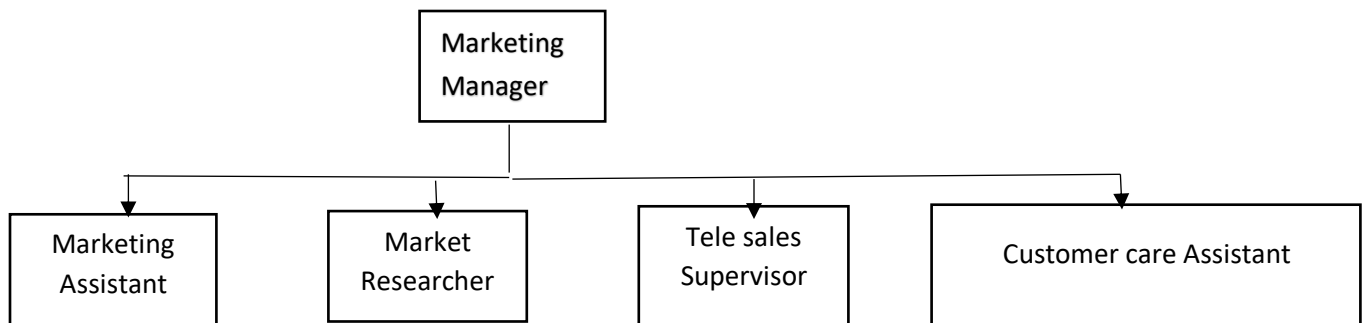 Marketing
Manager
Marketing
Assistant
Market
Researcher
Tele sales
Supervisor
Customer care Assistant